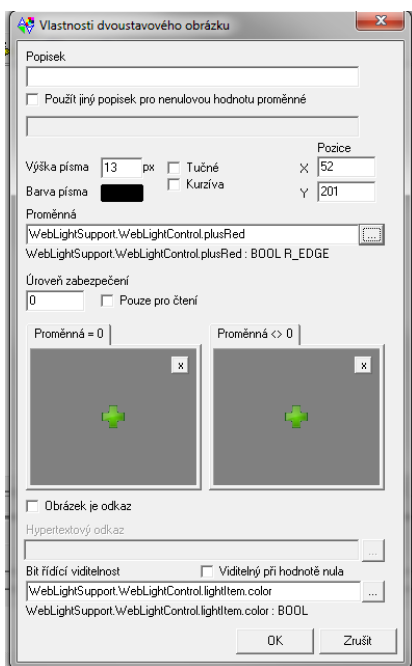 Vlastnosti dvoustavového obrázku
x
Popisek
Použít jiný popisek pro nenulovou hodnotu proměnné
Pozice
Výška písma 13 px Tučné X 52
Barva písma Kurzíva Y 201
Proměnná
WebLightSupport.WebLightControl.plusRed ...
WebLightSupport.WebLightControl.plusRed : BOOL R_EDGE
Úroveň zabezpečení
0 Pouze pro čtení
Proměnná = 0 Proměnná <> 0
x x
Obrázek je odkaz
Hypertextový odkaz
...
Bit řídící viditelnost Viditelný při hodnotě nula
WebLightSupport.WebLightControl.lightItem.color ...
WebLightSupport.WebLightControl.lightItem.color : BOOL
OK Zrušit